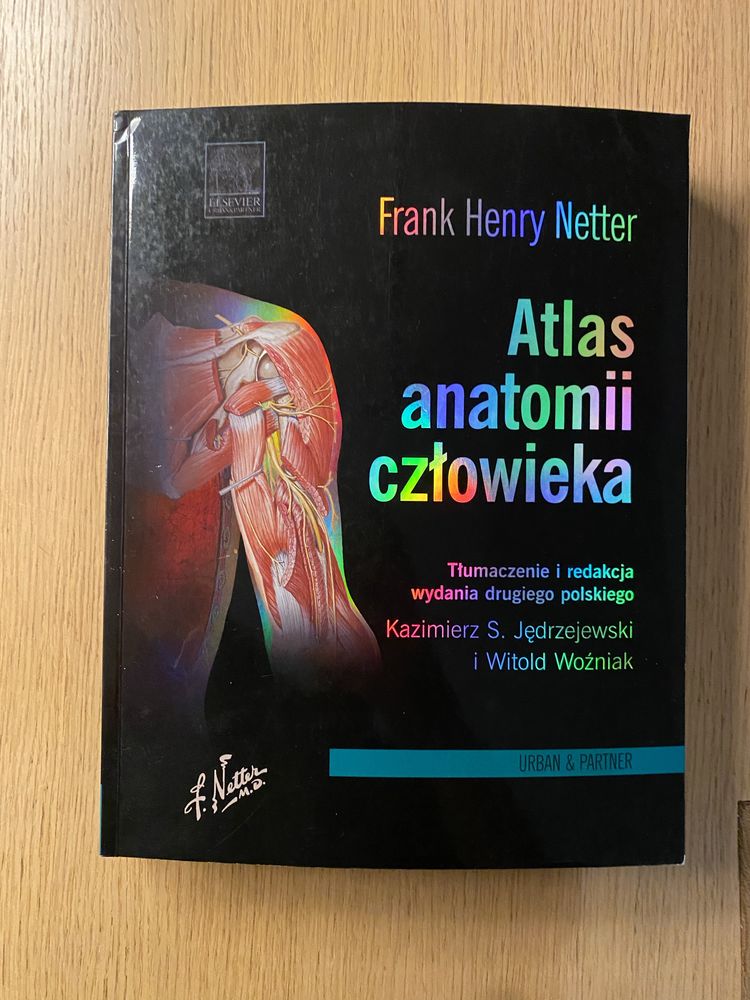 ELSEVIER
URBAN&PARTNER
Frank Henry Netter
Atlas
anatomii
człowieka
Tłumaczenie i redakcja
wydania drugiego polskiego
Kazimierz S. Jędrzejewski
i Witold Woźniak
F. Netter
M.D.
URBAN & PARTNER